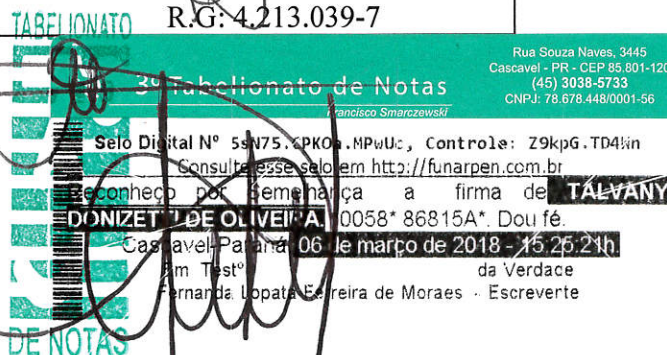 R.G: 4.213.039-7
TABELIONATO
3º Tabelionato de Notas
Francisco Smarczewski
Rua Souza Naves, 3445
Cascavel - PR - CEP 85.801-120
(45) 3038-5733
CNPJ: 78.678.448/0001-56
Selo Digital Nº 5sN75. MPwUc, Controle: Z9kpG.TD4Wn
Consulte esse selo em http://funarpen.com.br
Reconheço por Semelhança a firma de TALVANY
DONIZETTI DE OLIVEIRA. 0058* 86815A*. Dou fé.
Cascavel-Paraná, 06 de março de 2018 - 15:25:21h.
Em Testº da Verdade
Fernanda Lopata Ferreira de Moraes - Escrevente
DE NOTAS